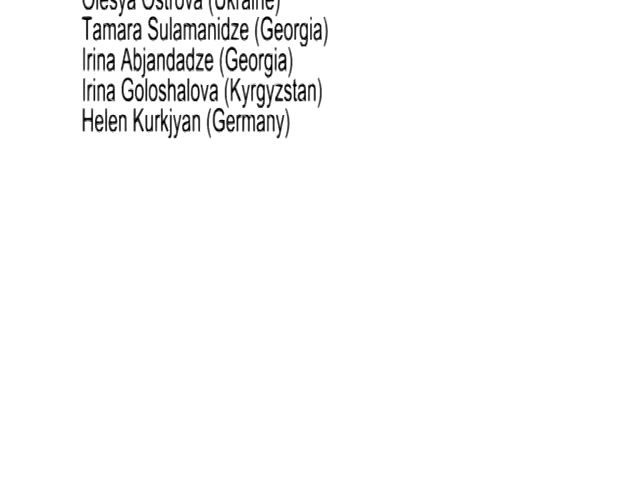 Olesya Ostrova (Ukraine)
Tamara Sulamanidze (Georgia)
Irina Abjandadze (Georgia)
Irina Goloshalova (Kyrgyzstan)
Helen Kurkjyan (Germany)